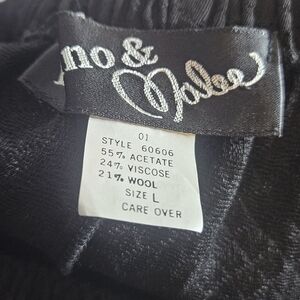 no &
Malee
01
STYLE 60606
55% ACETATE
24% VISCOSE
21% WOOL
SIZE L
CARE OVER